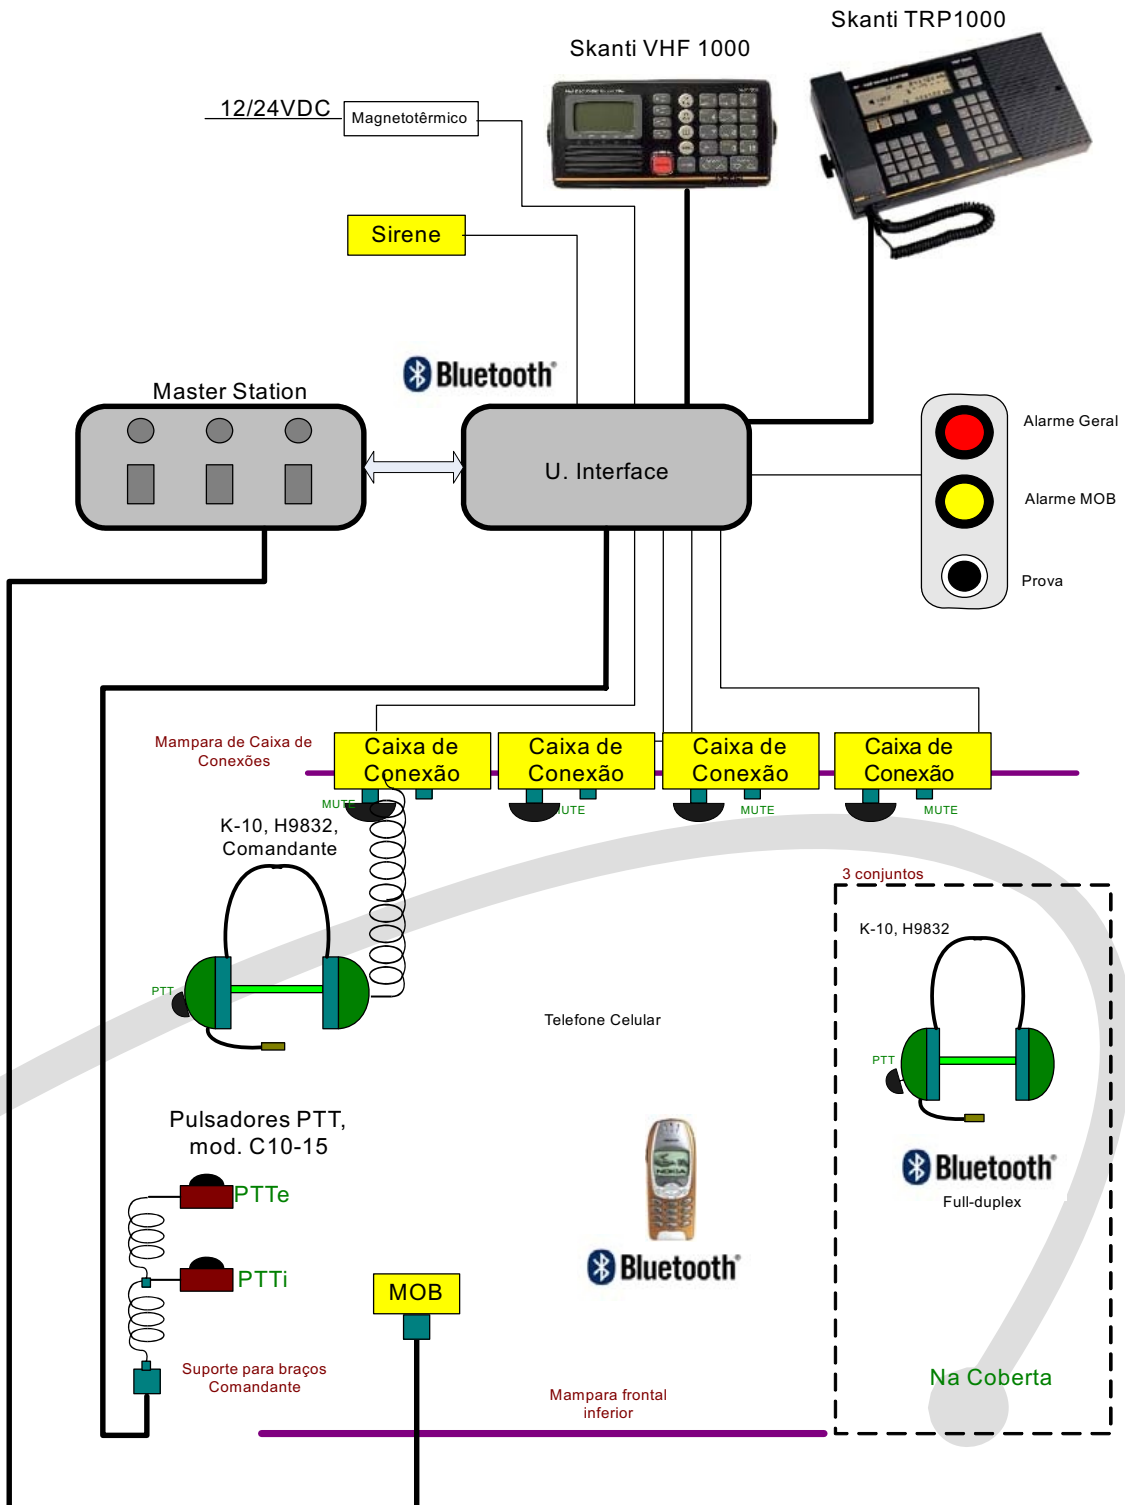 Skanti TRP1000
Skanti VHF 1000
12/24VDC
Magnetotêrmico
Sirene
Bluetooth®
Master Station
U. Interface
Alarme Geral
Alarme MOB
Prova
Mampara de Caixa de
Conexões
Caixa de
Conexão
Caixa de
Conexão
Caixa de
Conexão
Caixa de
Conexão
MUTE
MUTE
MUTE
MUTE
K-10, H9832,
Comandante
PTT
3 conjuntos
K-10, H9832
PTT
Bluetooth®
Full-duplex
Na Coberta
Telefone Celular
NOKIA
Bluetooth®
Pulsadores PTT,
mod. C10-15
PTTe
PTTi
MOB
Suporte para braços
Comandante
Mampara frontal
inferior